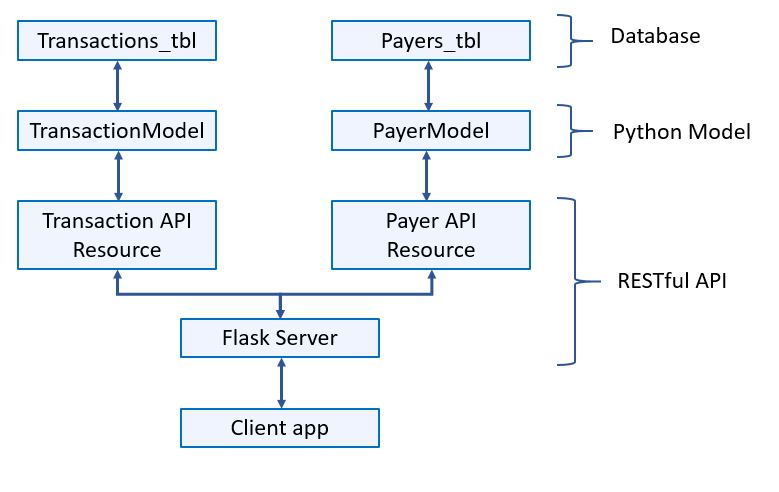 Transactions_tbl
Payers_tbl
Database
TransactionModel
PayerModel
Python Model
Transaction API
Resource
Payer API
Resource
RESTful API
Flask Server
Client app